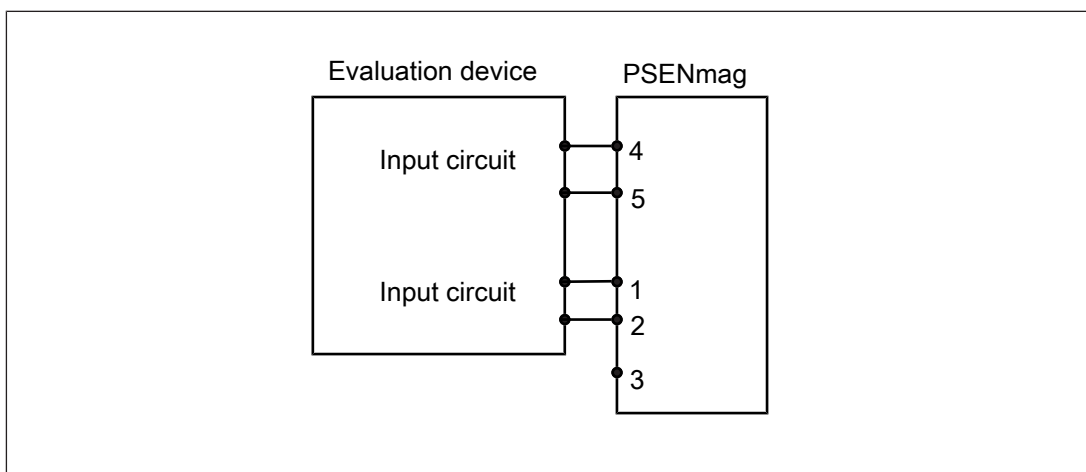 Evaluation device
PSENmag
Input circuit
4
5
Input circuit
1
2
3